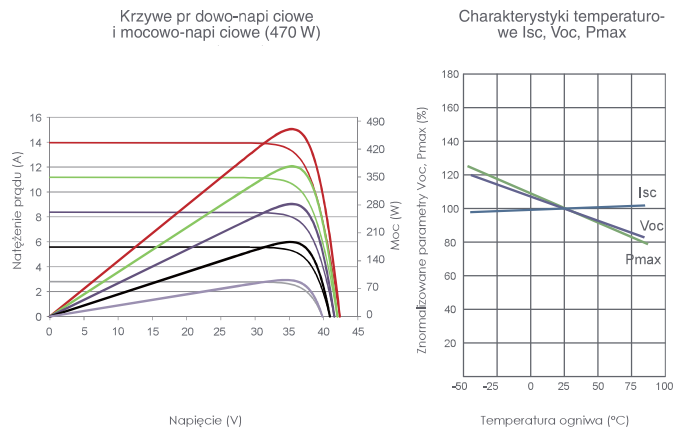 Krzywe pr dowo-napi ciowe
i mocowo-napi ciowe (470 W)
16
14
12
10
8
6
4
2
0
Natężenie prądu (A)
490
420
350
280
210
140
70
0
Moc (W)
0 5 10 15 20 25 30 35 40 45
Napięcie (V)
Charakterystyki temperaturo-
we Isc, Voc, Pmax
180
160
140
120
100
80
60
40
20
Znormalizowane parametry Voc, Pmax (%)
Isc
Voc
Pmax
-50 -25 0 25 50 75 100
Temperatura ogniwa (°C)